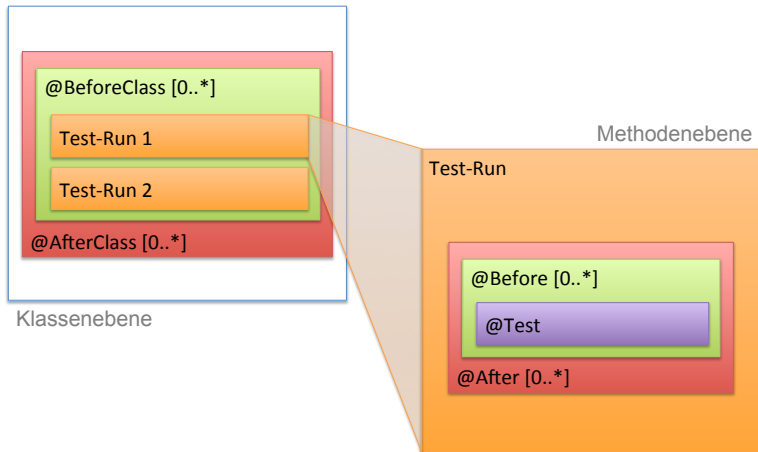 @BeforeClass [0..*]
Test-Run 1
Test-Run 2
@AfterClass [0..*]
Klassenebene
Methodenebene
Test-Run
@Before [0..*]
@Test
@After [0..*]